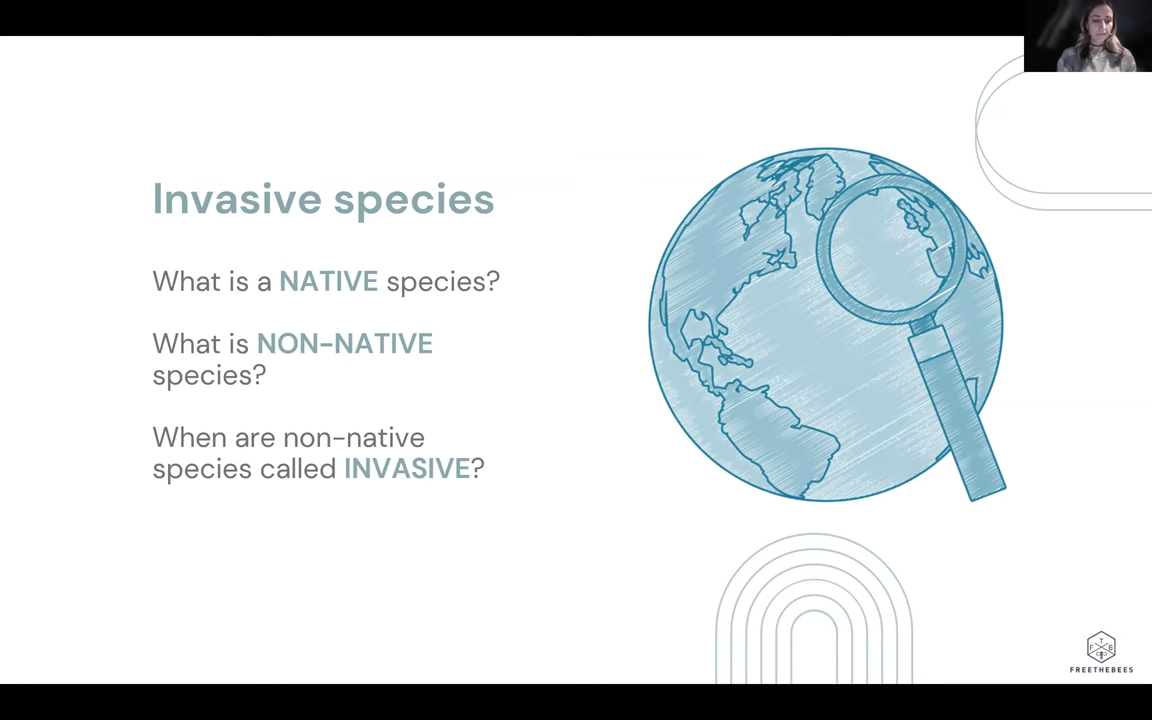 Invasive species
What is a NATIVE species?
What is NON-NATIVE
species?
When are non-native
species called INVASIVE?
F T B
FREETHEBEES